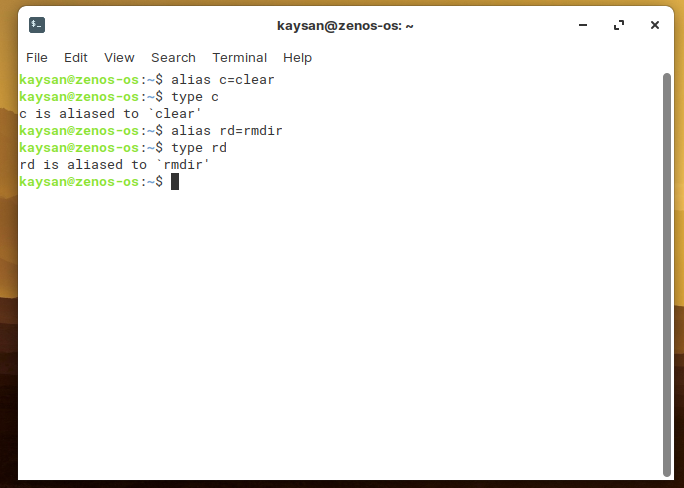 kaysan@zenos-os: ~
File Edit View Search Terminal Help
kaysan@zenos-os:~$ alias c=clear
kaysan@zenos-os:~$ type c
c is aliased to `clear'
kaysan@zenos-os:~$ alias rd=rmdir
kaysan@zenos-os:~$ type rd
rd is aliased to `rmdir'
kaysan@zenos-os:~$